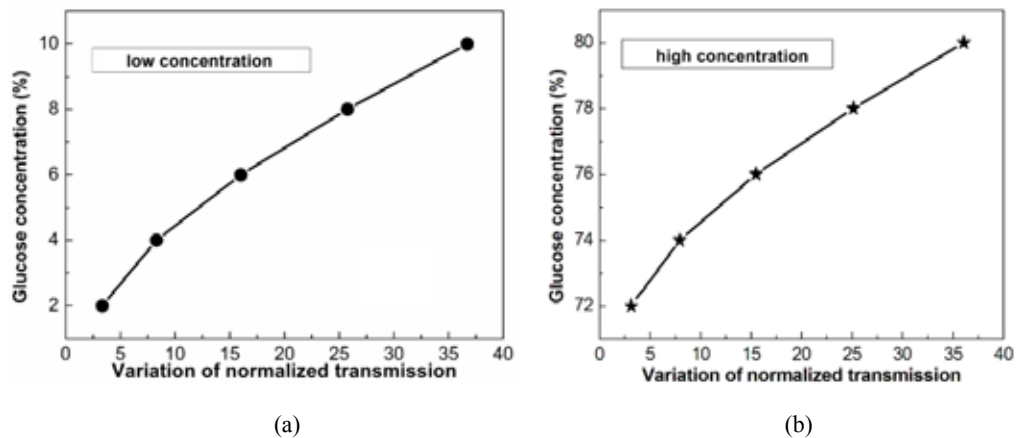 low concentration
Glucose concentration (%)
10
8
6
4
2
0 5 10 15 20 25 30 35 40
Variation of normalized transmission
(a)
high concentration
Glucose concentration (%)
80
78
76
74
72
0 5 10 15 20 25 30 35 40
Variation of normalized transmission
(b)